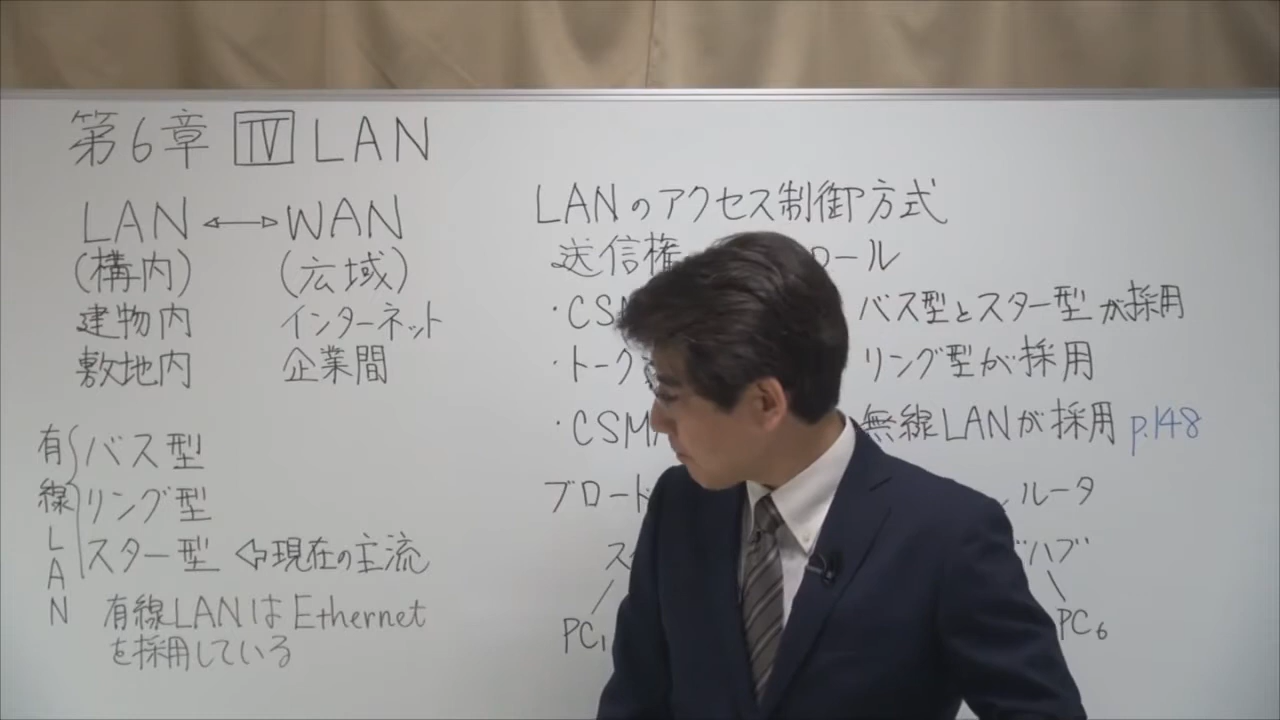 第6章 Ⅳ LAN
LAN ↔ WAN
(構内) (広域)
建物内 インターネット
敷地内 企業間
有線LAN
バス型
リング型
スター型 ⇦現在の主流
有線LANはEthernet
を採用している
LANのアクセス制御方式
送信権 ロール
・CSM バス型とスター型が採用
・トーク リング型が採用
・CSMA 無線LANが採用 p.148
ブロード ルータ
ス ハブ
PC1 PC6